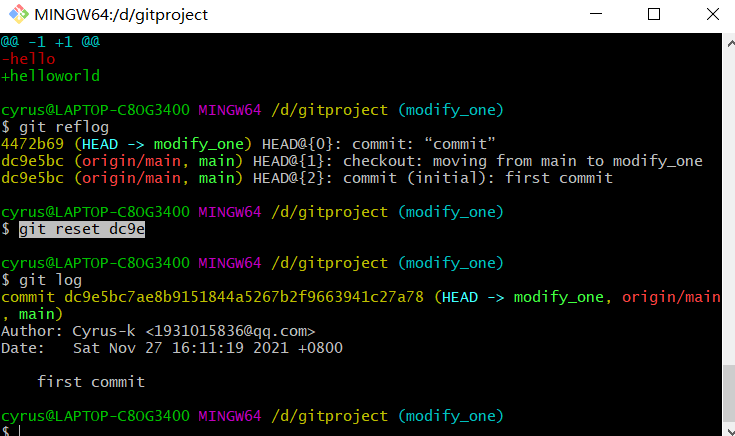 MINGW64:/d/gitproject
@@ -1 +1 @@
-hello
+helloworld
cyrus@LAPTOP-C8OG3400 MINGW64 /d/gitproject (modify_one)
$ git reflog
4472b69 (HEAD -> modify_one) HEAD@{0}: commit: “commit”
dc9e5bc (origin/main, main) HEAD@{1}: checkout: moving from main to modify_one
dc9e5bc (origin/main, main) HEAD@{2}: commit (initial): first commit
cyrus@LAPTOP-C8OG3400 MINGW64 /d/gitproject (modify_one)
$ git reset dc9e
cyrus@LAPTOP-C8OG3400 MINGW64 /d/gitproject (modify_one)
$ git log
commit dc9e5bc7ae8b9151844a5267b2f9663941c27a78 (HEAD -> modify_one, origin/main
, main)
Author: Cyrus-k <1931015836@qq.com>
Date:   Sat Nov 27 16:11:19 2021 +0800
    first commit
cyrus@LAPTOP-C8OG3400 MINGW64 /d/gitproject (modify_one)
$